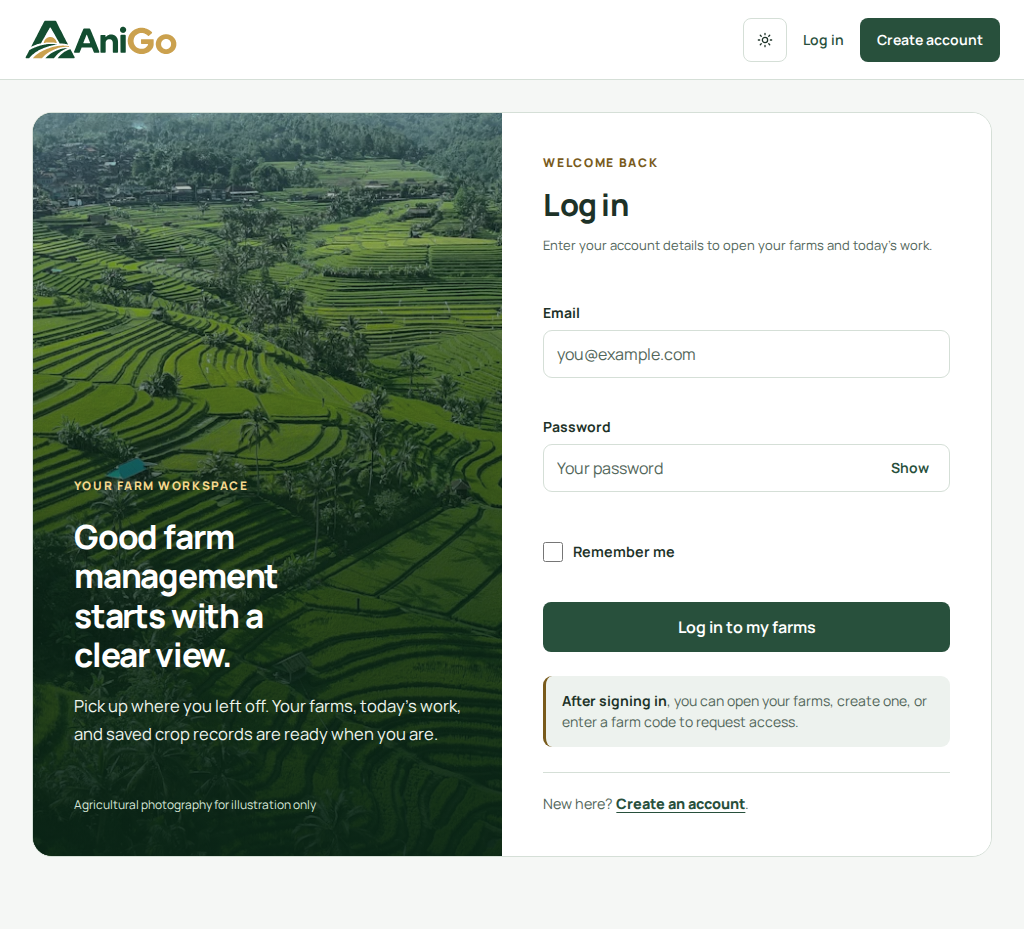 AniGo
Log in
Create account
YOUR FARM WORKSPACE
Good farm
management
starts with a
clear view.
Pick up where you left off. Your farms, today's work,
and saved crop records are ready when you are.
Agricultural photography for illustration only
WELCOME BACK
Log in
Enter your account details to open your farms and today's work.
Email
you@example.com
Password
Your password
Show
Remember me
Log in to my farms
After signing in, you can open your farms, create one, or
enter a farm code to request access.
New here? Create an account.